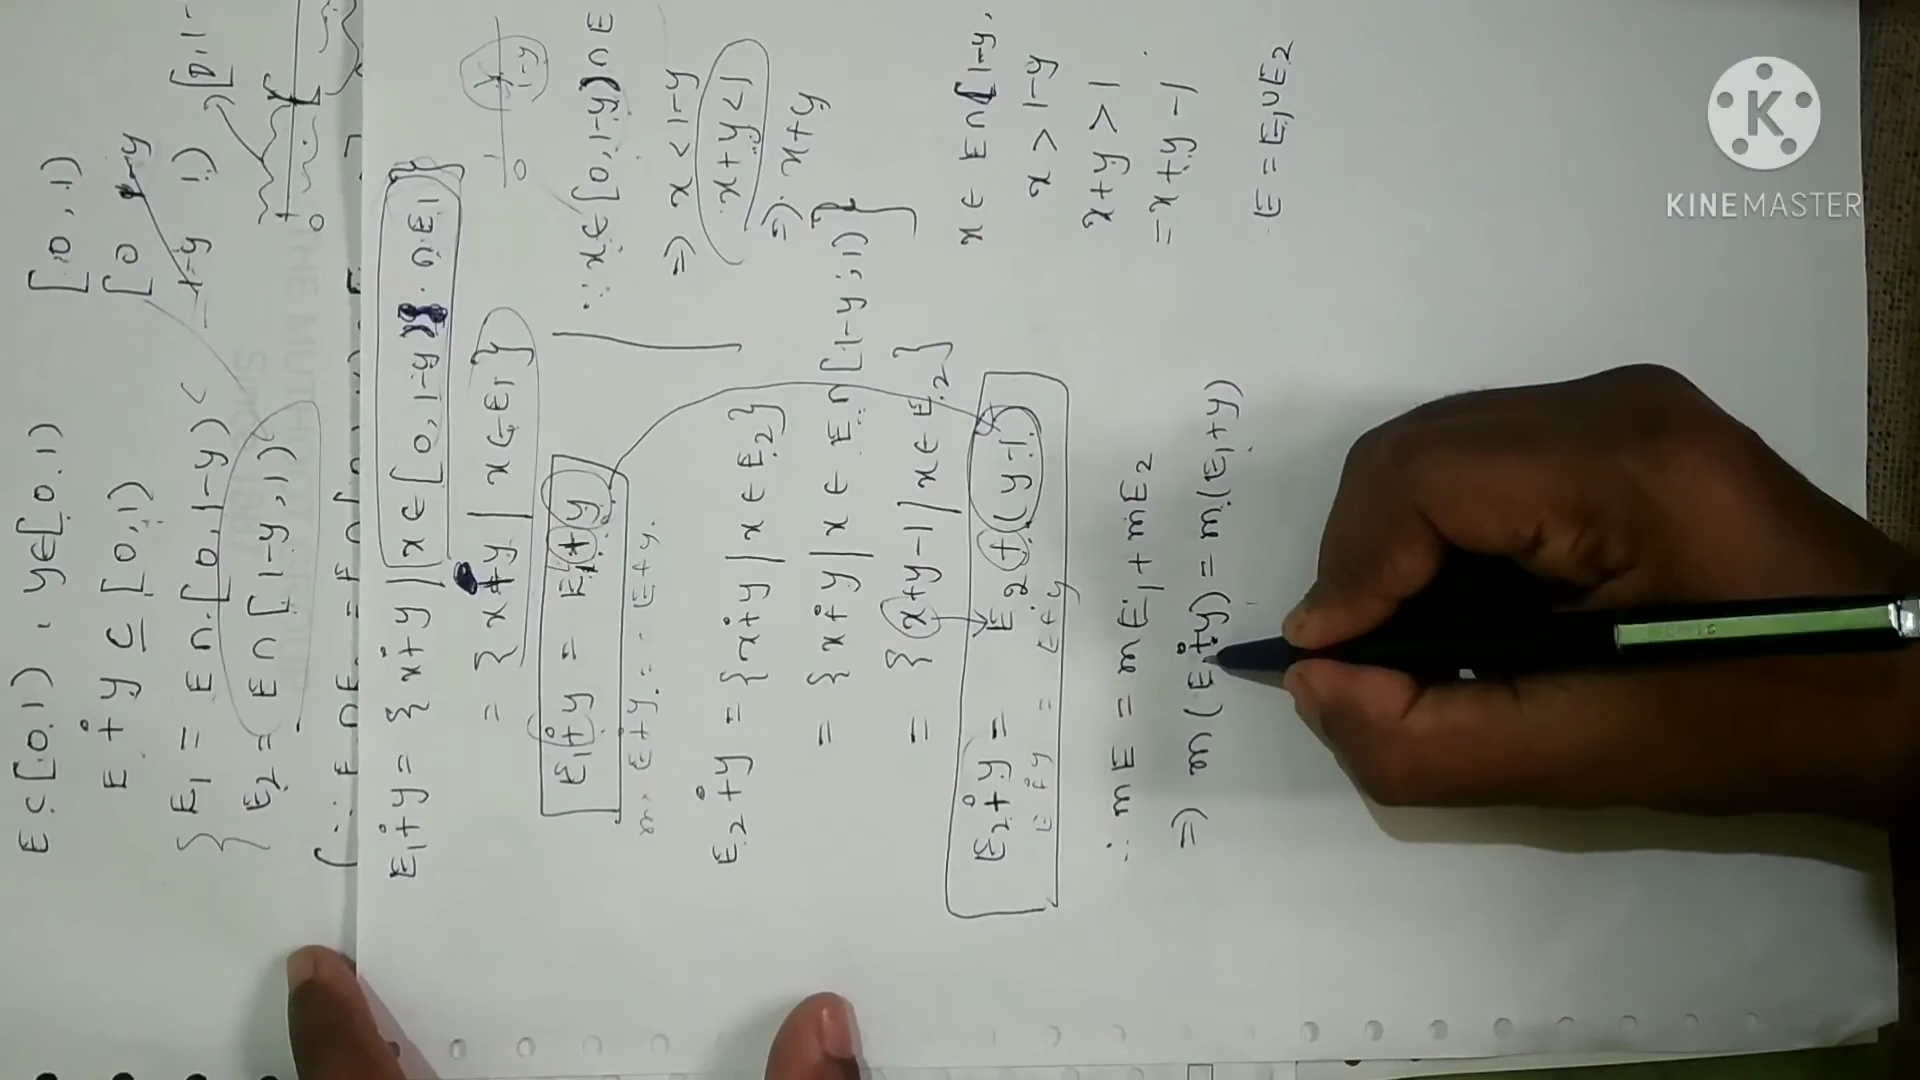 E ⊂ [0,1), y ∈ [0,1)
E ∔ y ⊆ [0,1)
[0,1)
E₁ = E ∩ [0,1-y) <
E₂ = E ∩ [1-y,1)
E₁ ∔ y = { x ∔ y | x ∈ [0,1-y) ∩ E }
= { x + y | x ∈ E₁ }
E₁ ∔ y = E₁ + y
E₂ ∔ y = { x ∔ y | x ∈ E₂ }
= { x ∔ y | x ∈ E ∩ [1-y,1) }
= { x + y - 1 | x ∈ E₂ }
E₂ ∔ y = E₂ + (y-1
∴ x ∈ [0,1-y) ∩ E
⇒ x < 1-y
x + y < 1
⇒ x + y
x ∈ E ∩ [1-y,
x > 1-y
x + y > 1
= x + y - 1
E = E₁ ∪ E₂
∴ mE = mE₁ + mE₂
⇒ m(E ∔ y) = m(E₁ + y)
KINEMASTER